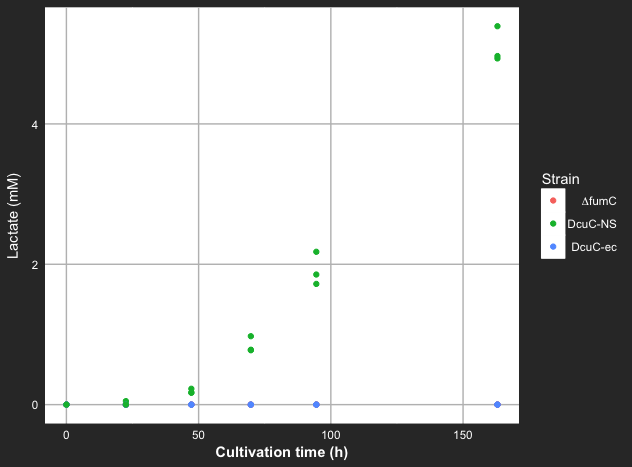 Lactate (mM)
4
2
0
0
50
100
150
Cultivation time (h)
Strain
ΔfumC
DcuC-NS
DcuC-ec